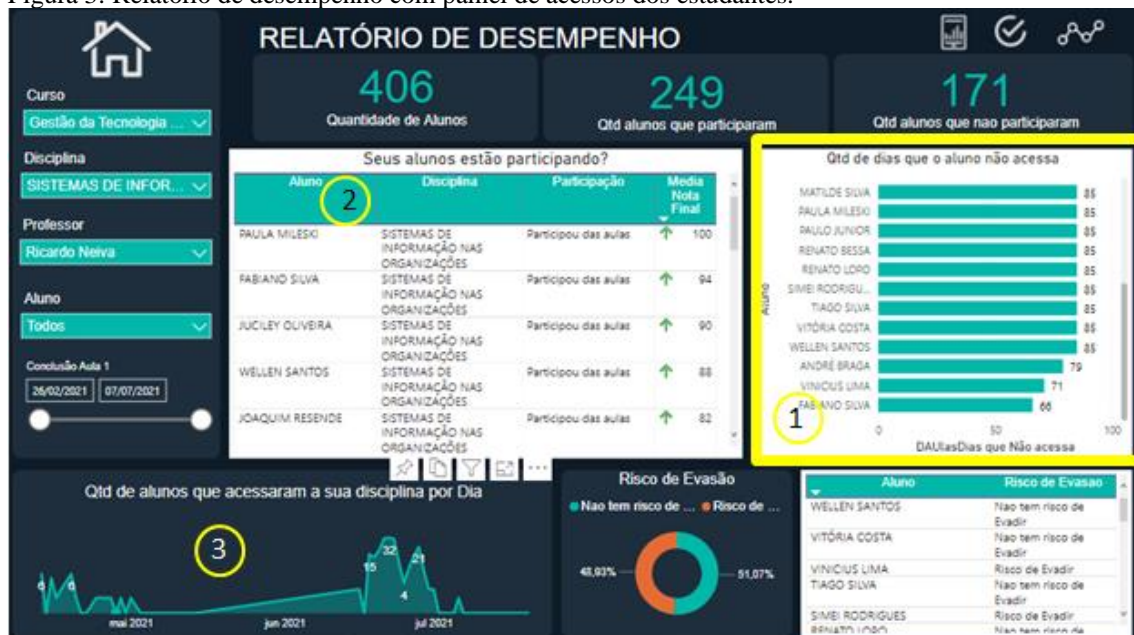 Figura 3: Relatório de desempenho com painel de acessos dos estudantes.
RELATÓRIO DE DESEMPENHO
Curso
Gestão da Tecnologia ...
Disciplina
SISTEMAS DE INFOR...
Professor
Ricardo Neiva
Aluno
Todos
Conclusão Aula 1
26/02/2021 07/07/2021
406
Quantidade de Alunos
249
Qtd alunos que participaram
171
Qtd alunos que nao participaram
Seus alunos estão participando?
Aluno Disciplina Participação Media
Nota
Final
2
PAULA MILESKI SISTEMAS DE Participou das aulas 100
INFORMAÇÃO NAS
ORGANIZAÇÕES
FABIANO SILVA SISTEMAS DE Participou das aulas 94
INFORMAÇÃO NAS
ORGANIZAÇÕES
JUCILEY OLIVEIRA SISTEMAS DE Participou das aulas 90
INFORMAÇÃO NAS
ORGANIZAÇÕES
WELLEN SANTOS SISTEMAS DE Participou das aulas 88
INFORMAÇÃO NAS
ORGANIZAÇÕES
JOAQUIM RESENDE SISTEMAS DE Participou das aulas 82
INFORMAÇÃO NAS
ORGANIZAÇÕES
Qtd de dias que o aluno não acessa
Aluno
MATILDE SILVA 85
PAULA MILESKI 85
PAULO JUNIOR 85
RENATO BESSA 85
RENATO LOPO 85
SIMEI RODRIGU... 85
TIAGO SILVA 85
VITÓRIA COSTA 85
WELLEN SANTOS 85
ANDRÉ BRAGA 79
VINICIUS LIMA 71
FABIANO SILVA 66
1
0 50 100
DAUlasDias que Não acessa
Qtd de alunos que acessaram a sua disciplina por Dia
3
6 6 15 32 21 4
mai 2021 jun 2021 jul 2021
Risco de Evasão
Nao tem risco de ... Risco de ...
48,93% 51,07%
Aluno Risco de Evasao
WELLEN SANTOS Nao tem risco de
Evadir
VITÓRIA COSTA Nao tem risco de
Evadir
VINICIUS LIMA Risco de Evadir
TIAGO SILVA Nao tem risco de
Evadir
SIMEI RODRIGUES Risco de Evadir
RENATO LOPO Nao tem risco de